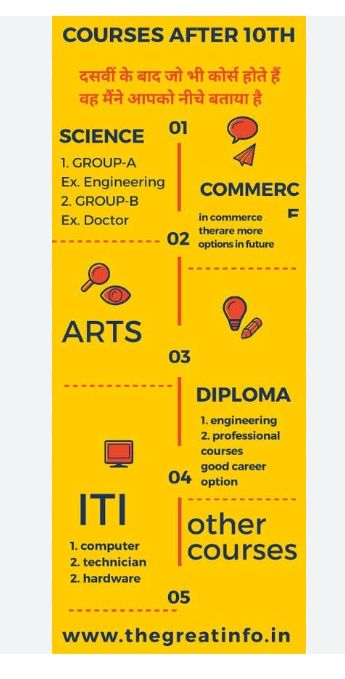 COURSES AFTER 10TH
दसवीं के बाद जो भी कोर्स होते हैं
वह मैंने आपको नीचे बताया है
01
SCIENCE
1. GROUP-A
Ex. Engineering
2. GROUP-B
Ex. Doctor
COMMERC
E
in commerce
therare more
options in future
02
ARTS
03
DIPLOMA
1. engineering
2. professional
courses
good career
option
04
ITI
1. computer
2. technician
2. hardware
other
courses
05
www.thegreatinfo.in